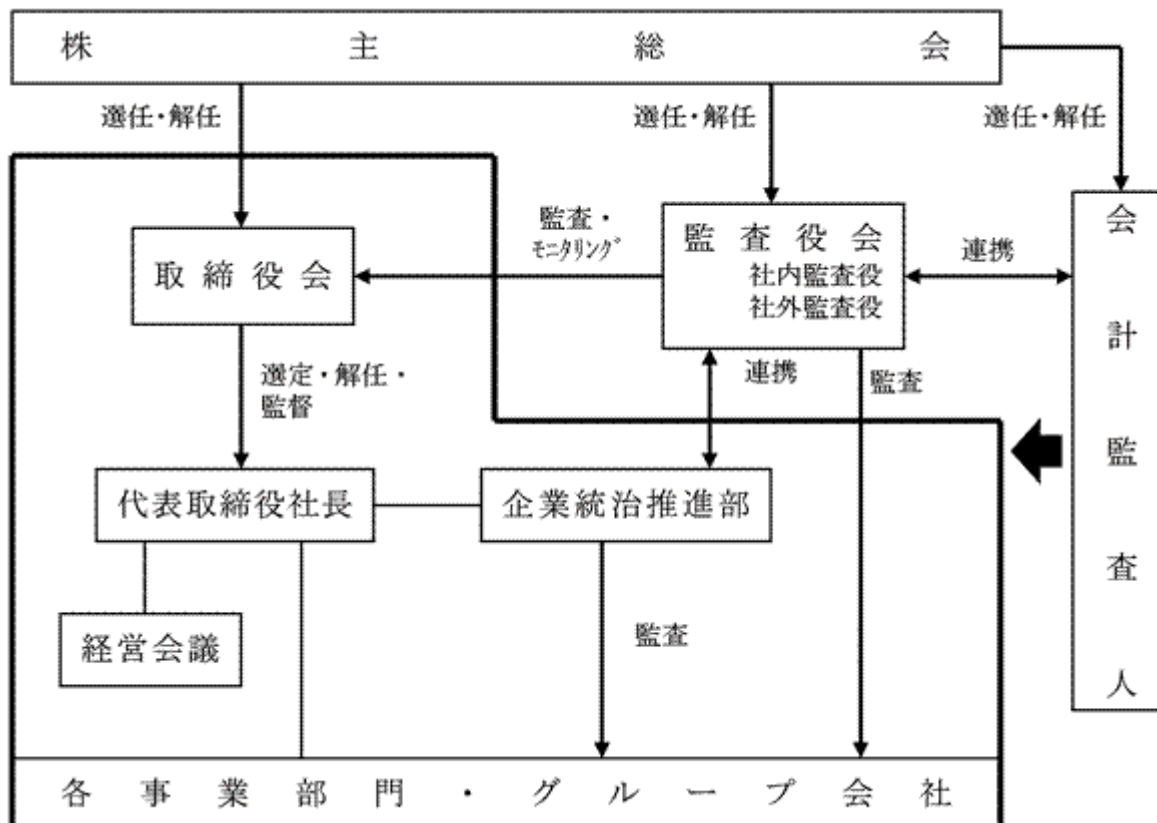 株主総会
選任・解任
選任・解任
選任・解任
取締役会
監査・
ﾓﾆﾀﾘﾝｸﾞ
監査役会
社内監査役
社外監査役
連携
会計監査人
選定・解任・
監督
連携
監査
代表取締役社長
企業統治推進部
経営会議
監査
各事業部門・グループ会社